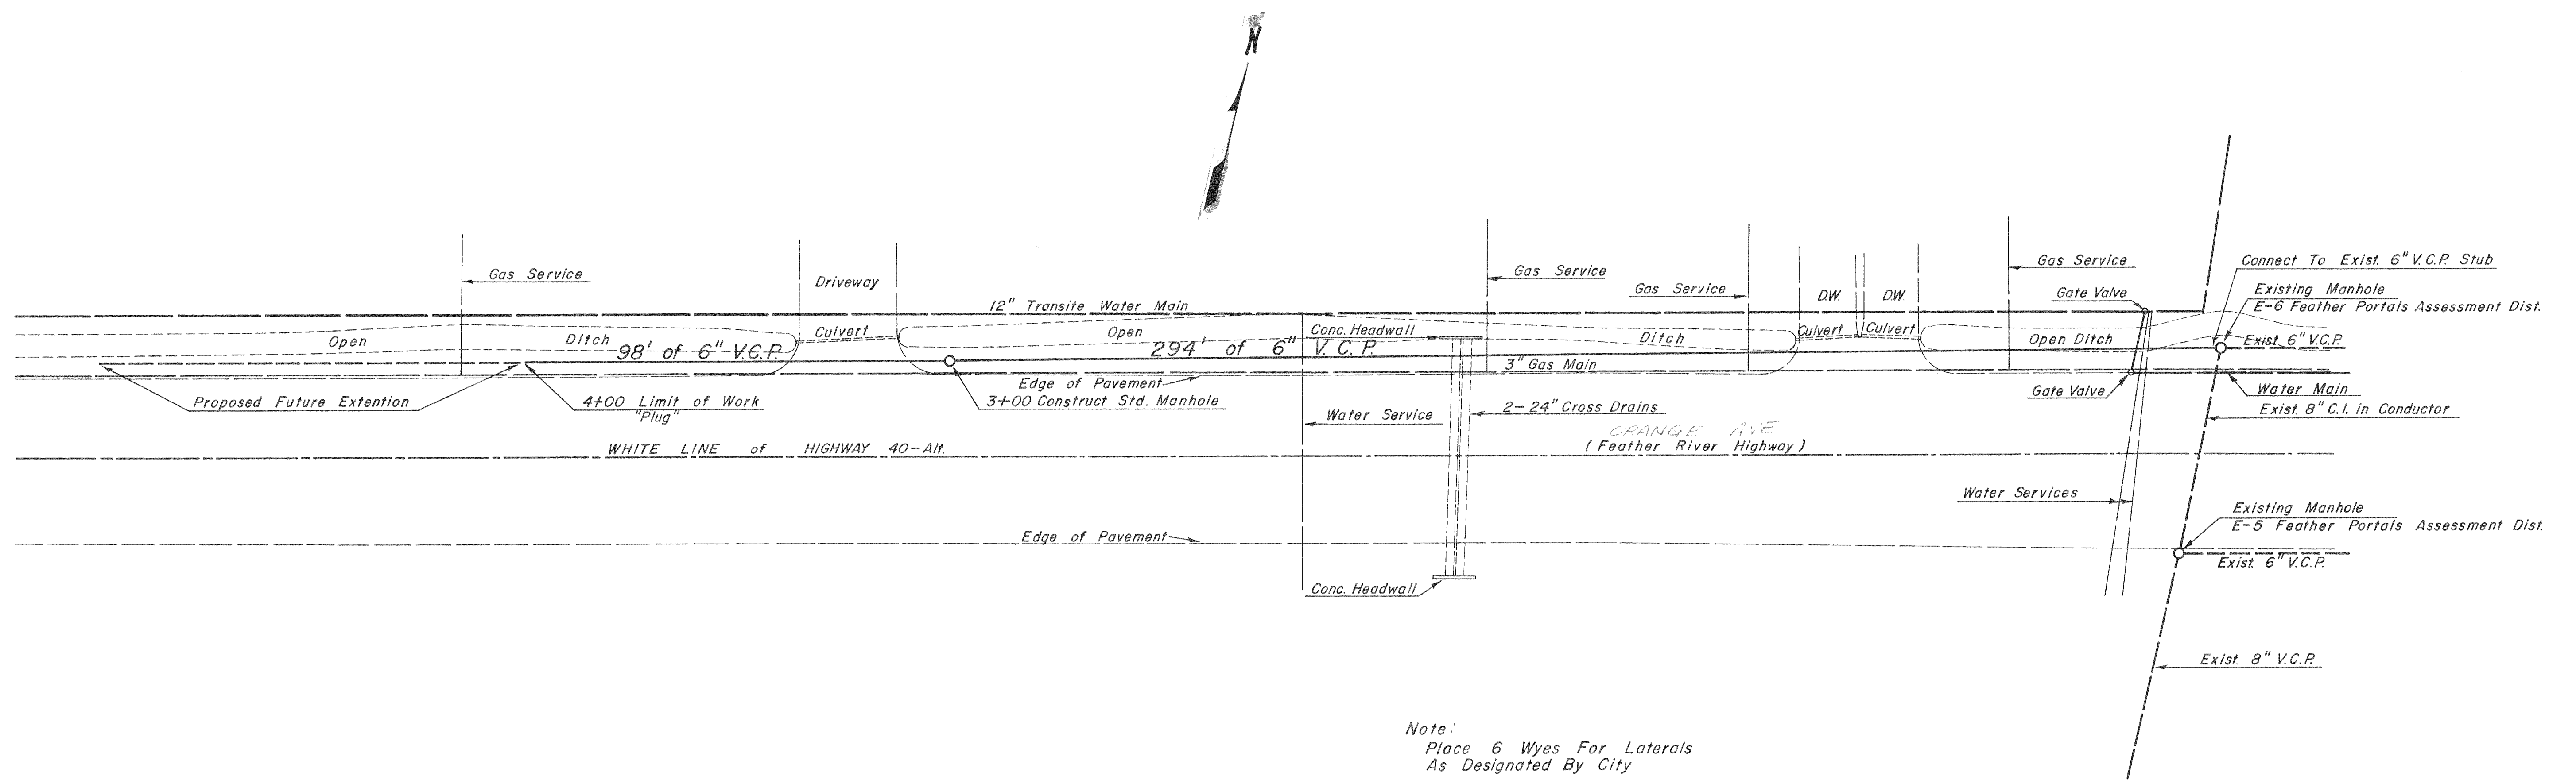 N
Gas Service
Driveway
12" Transite Water Main
Gas Service
Gas Service
D.W.
D.W.
Gas Service
Gate Valve
Connect To Exist. 6" V.C.P. Stub
Existing Manhole
E-6 Feather Portals Assessment Dist.
Open
Ditch
98' of 6" V.C.P.
Culvert
Open
294' of 6" V.C.P.
Conc. Headwall
Ditch
Culvert
Culvert
Open Ditch
Exist. 6" V.C.P.
3" Gas Main
Edge of Pavement
Proposed Future Extention
4+00 Limit of Work
"Plug"
3+00 Construct Std. Manhole
Water Service
2-24" Cross Drains
Gate Valve
Water Main
Exist. 8" C.I. in Conductor
ORANGE AVE
(Feather River Highway)
WHITE LINE of HIGHWAY 40-Alt.
Water Services
Existing Manhole
E-5 Feather Portals Assessment Dist.
Edge of Pavement
Exist. 6" V.C.P.
Conc. Headwall
Exist. 8" V.C.P.
Note:
Place 6 Wyes For Laterals
As Designated By City